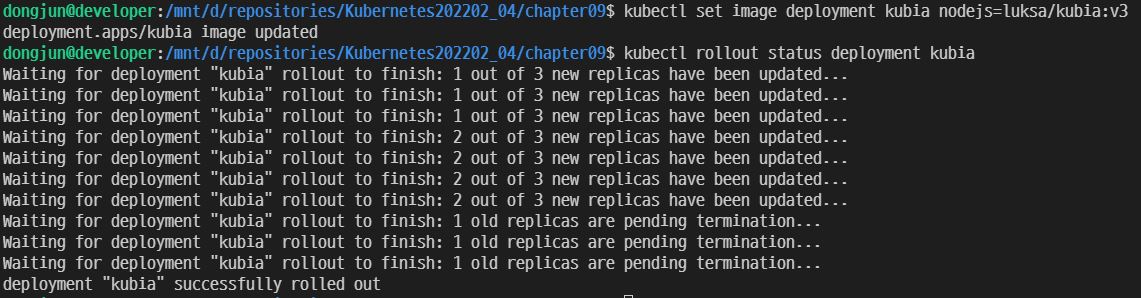 dongjun@developer:/mnt/d/repositories/Kubernetes202202_04/chapter09$ kubectl set image deployment kubia nodejs=luksa/kubia:v3
deployment.apps/kubia image updated
dongjun@developer:/mnt/d/repositories/Kubernetes202202_04/chapter09$ kubectl rollout status deployment kubia
Waiting for deployment "kubia" rollout to finish: 1 out of 3 new replicas have been updated...
Waiting for deployment "kubia" rollout to finish: 1 out of 3 new replicas have been updated...
Waiting for deployment "kubia" rollout to finish: 1 out of 3 new replicas have been updated...
Waiting for deployment "kubia" rollout to finish: 2 out of 3 new replicas have been updated...
Waiting for deployment "kubia" rollout to finish: 2 out of 3 new replicas have been updated...
Waiting for deployment "kubia" rollout to finish: 2 out of 3 new replicas have been updated...
Waiting for deployment "kubia" rollout to finish: 2 out of 3 new replicas have been updated...
Waiting for deployment "kubia" rollout to finish: 1 old replicas are pending termination...
Waiting for deployment "kubia" rollout to finish: 1 old replicas are pending termination...
Waiting for deployment "kubia" rollout to finish: 1 old replicas are pending termination...
deployment "kubia" successfully rolled out